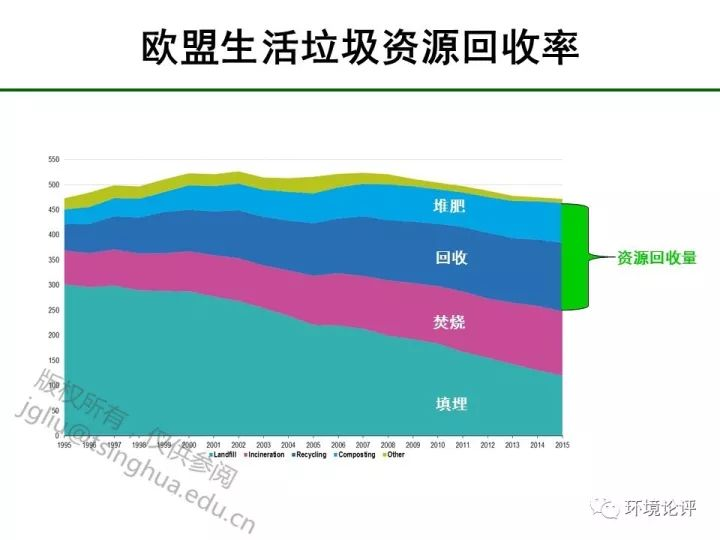 欧盟生活垃圾资源回收率
550
500
450
400
350
300
250
200
150
100
50
0
堆肥
回收
焚烧
填埋
资源回收量
1995 1996 1997 1998 1999 2000 2001 2002 2003 2004 2005 2006 2007 2008 2009 2010 2011 2012 2013 2014 2015
Landfill Incineration Recycling Composting Other
版权所有，仅供参阅
jgliu@tsinghua.edu.cn
环境论评